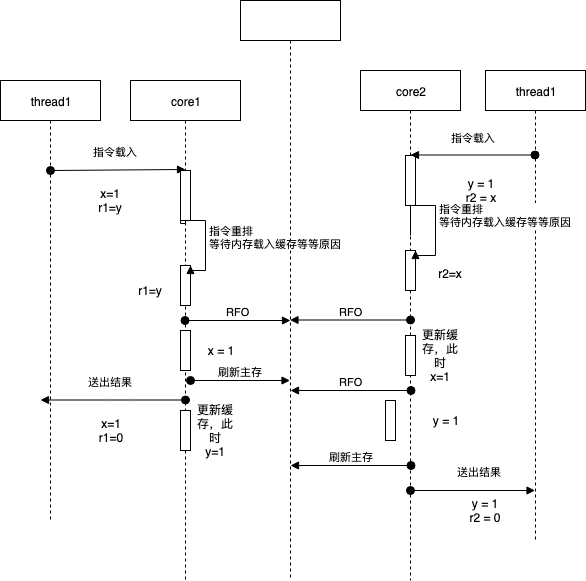 thread1
core1
core2
thread1
指令载入
x=1
r1=y
指令载入
y = 1
r2 = x
指令重排
等待内存载入缓存等等原因
指令重排
等待内存载入缓存等等原因
r1=y
r2=x
RFO
RFO
x = 1
更新缓
存，此
时
x=1
刷新主存
RFO
送出结果
x=1
r1=0
更新缓
存，此
时
y=1
y = 1
刷新主存
送出结果
y = 1
r2 = 0